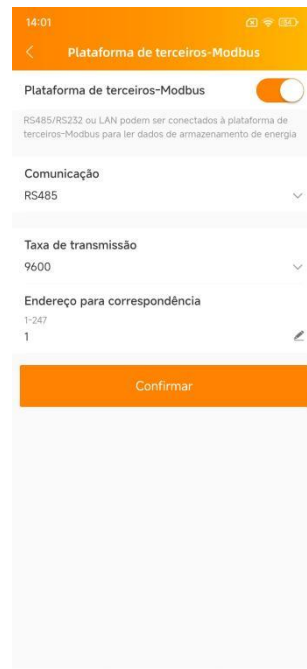 14:01
Plataforma de terceiros-Modbus
Plataforma de terceiros-Modbus
RS485/RS232 ou LAN podem ser conectados à plataforma de
terceiros-Modbus para ler dados de armazenamento de energia
Comunicação
RS485
Taxa de transmissão
9600
Endereço para correspondência
1-247
1
Confirmar